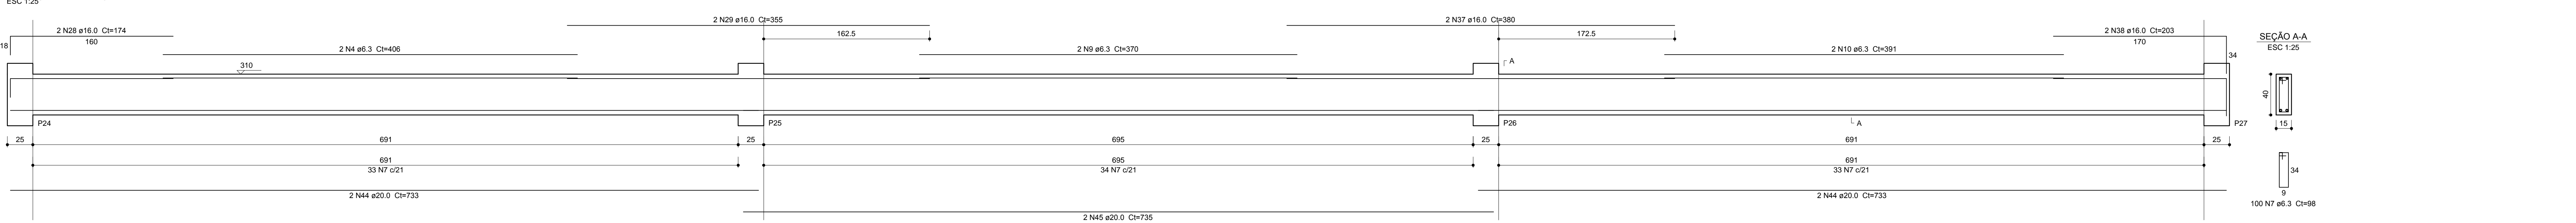 ESC 1:25
2 N29 ø16.0 Ct=355
2 N37 ø16.0 Ct=380
2 N28 ø16.0 Ct=174
162.5
172.5
2 N38 ø16.0 Ct=203
SEÇÃO A-A
ESC 1:25
18
160
2 N4 ø6.3 Ct=406
2 N9 ø6.3 Ct=370
2 N10 ø6.3 Ct=391
170
34
310
A
40
P24
P25
P26
A
P27
15
25
691
25
695
25
691
25
691
33 N7 c/21
695
34 N7 c/21
691
33 N7 c/21
34
9
2 N44 ø20.0 Ct=733
2 N44 ø20.0 Ct=733
100 N7 ø6.3 Ct=98
2 N45 ø20.0 Ct=735